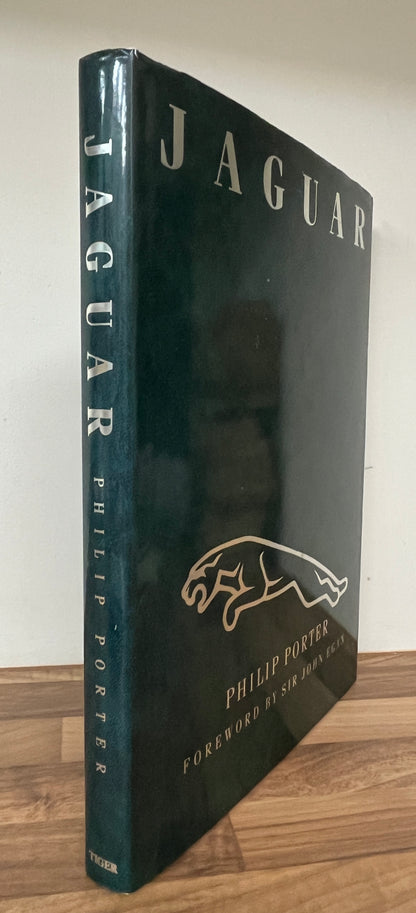 JAGUAR
PHILIP PORTER
TIGER
JAGUAR
PHILIP PORTER
FOREWORD BY SIR JOHN EGAN